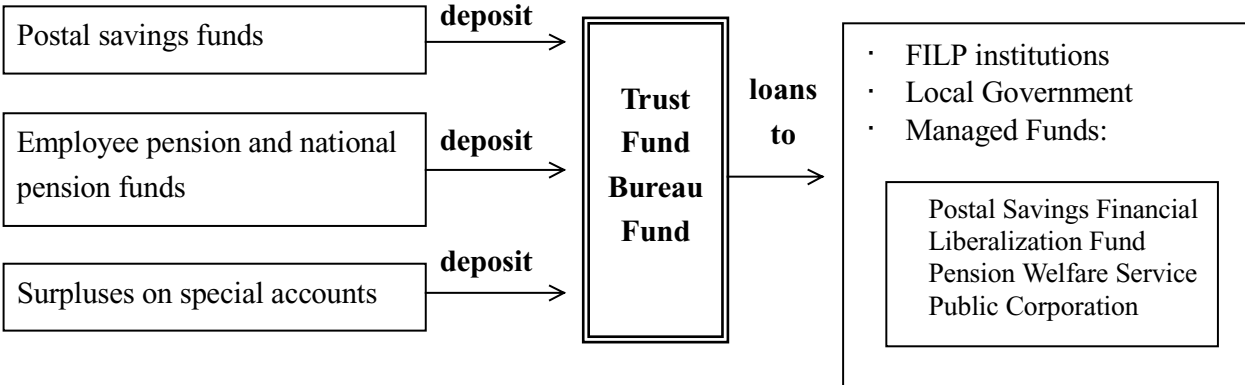 Postal savings funds
deposit
Employee pension and national
pension funds
deposit
Surpluses on special accounts
deposit
Trust
Fund
Bureau
Fund
loans
to
· FILP institutions
· Local Government
· Managed Funds:
Postal Savings Financial
Liberalization Fund
Pension Welfare Service
Public Corporation